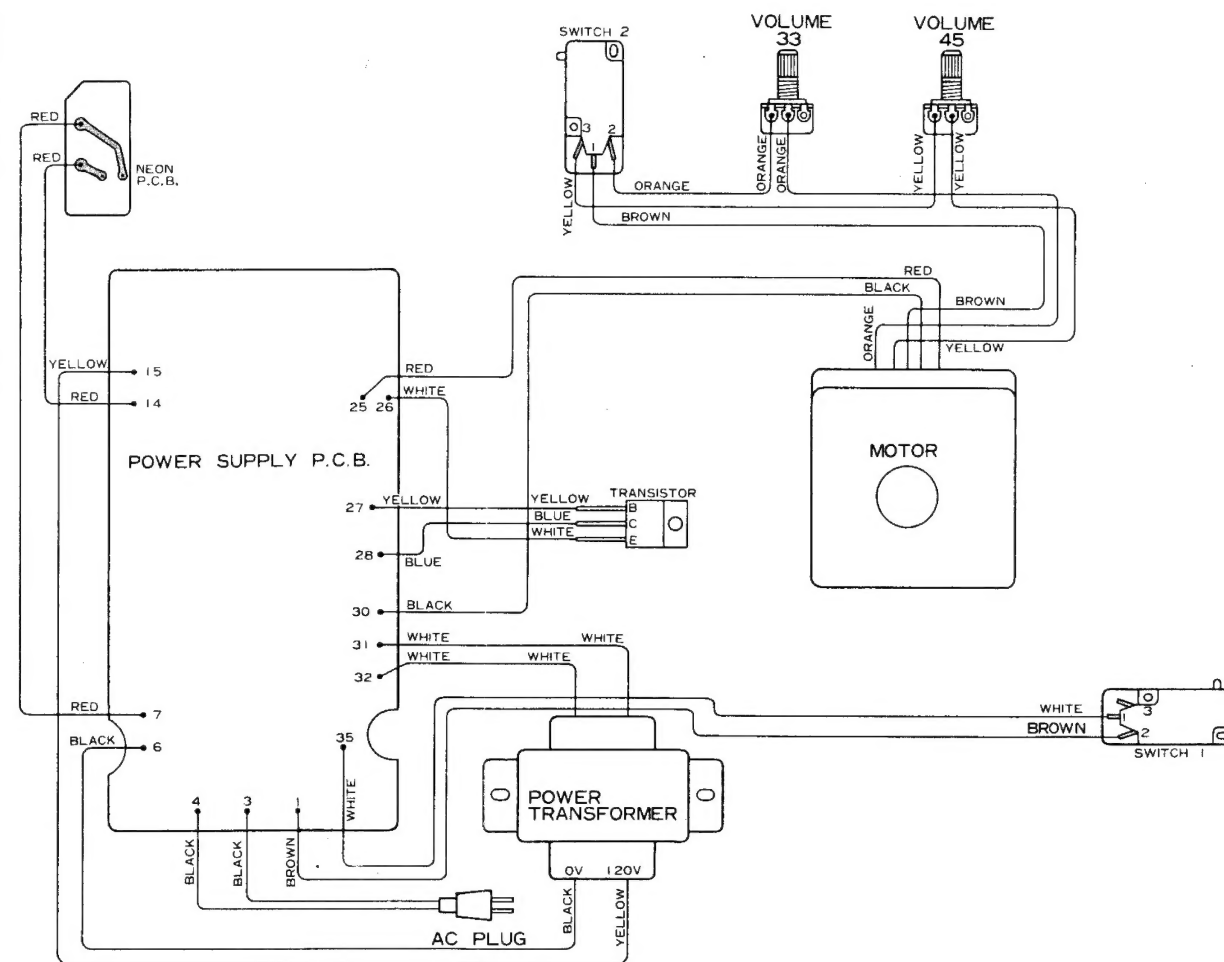 SWITCH 2
VOLUME
33
VOLUME
45
RED
RED
NEON
P.C.B.
3
2
1
YELLOW
ORANGE
BROWN
ORANGE
ORANGE
YELLOW
YELLOW
RED
BLACK
BROWN
ORANGE
YELLOW
MOTOR
YELLOW
15
RED
14
RED
WHITE
25
26
POWER SUPPLY P.C.B.
27
YELLOW
YELLOW
BLUE
WHITE
TRANSISTOR
B
C
E
28
BLUE
30
BLACK
31
WHITE
WHITE
32
WHITE
WHITE
RED
7
BLACK
6
35
WHITE
4
3
1
BLACK
BLACK
BROWN
WHITE
BROWN
3
1
2
SWITCH 1
POWER
TRANSFORMER
0V
120V
BLACK
YELLOW
AC PLUG